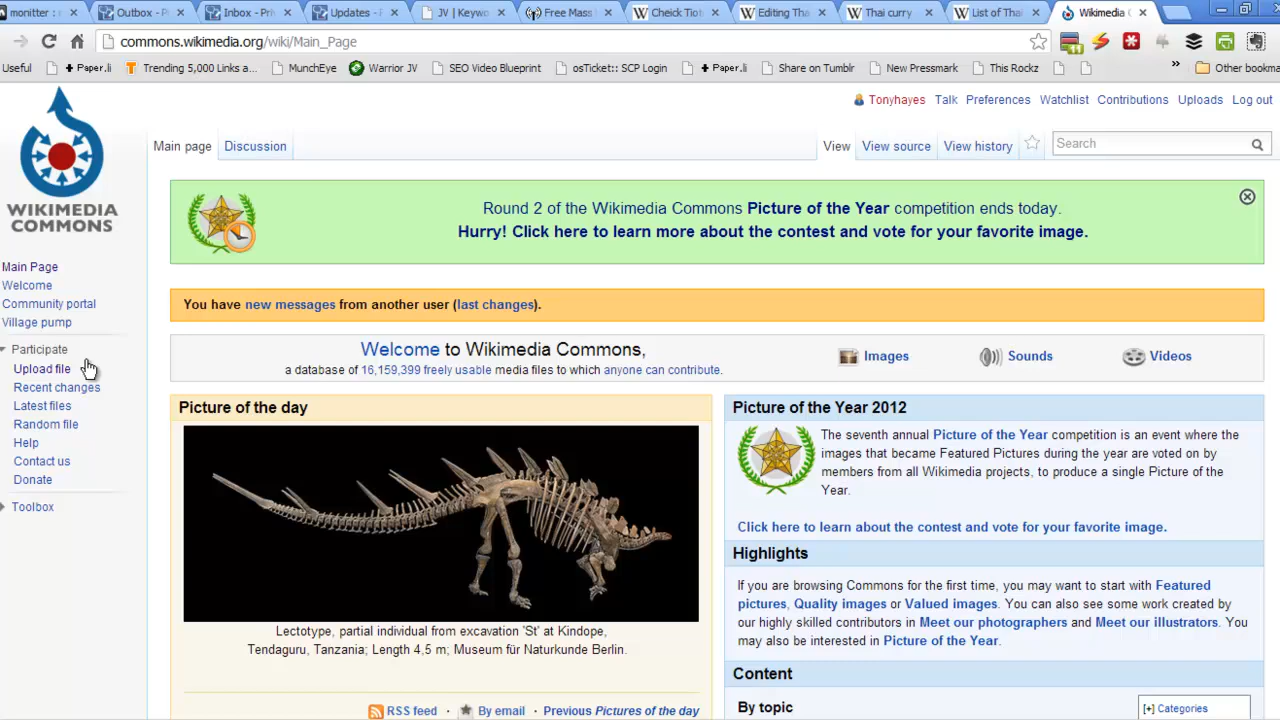 monitter :
Outbox - P
Inbox - Pri
Updates -
JV | Keywo
Free Mass
Cheick Tiot
Editing Tha
Thai curry
List of Thai
Wikimedia
commons.wikimedia.org/wiki/Main_Page
Useful
Paper.li
Trending 5,000 Links a...
MunchEye
Warrior JV
SEO Video Blueprint
osTicket:: SCP Login
Paper.li
Share on Tumblr
New Pressmark
This Rockz
Other bookma
Tonyhayes Talk Preferences Watchlist Contributions Uploads Log out
Main page Discussion View View source View history Search
WIKIMEDIA
COMMONS
Main Page
Welcome
Community portal
Village pump
Participate
Upload file
Recent changes
Latest files
Random file
Help
Contact us
Donate
Toolbox
Round 2 of the Wikimedia Commons Picture of the Year competition ends today.
Hurry! Click here to learn more about the contest and vote for your favorite image.
You have new messages from another user (last changes).
Welcome to Wikimedia Commons,
a database of 16,159,399 freely usable media files to which anyone can contribute.
Images Sounds Videos
Picture of the day
Lectotype, partial individual from excavation 'St' at Kindope,
Tendaguru, Tanzania; Length 4,5 m; Museum für Naturkunde Berlin.
RSS feed · By email · Previous Pictures of the day
Picture of the Year 2012
The seventh annual Picture of the Year competition is an event where the
images that became Featured Pictures during the year are voted on by
members from all Wikimedia projects, to produce a single Picture of the
Year.
Click here to learn about the contest and vote for your favorite image.
Highlights
If you are browsing Commons for the first time, you may want to start with Featured
pictures, Quality images or Valued images. You can also see some work created by
our highly skilled contributors in Meet our photographers and Meet our illustrators. You
may also be interested in Picture of the Year.
Content
By topic
[+] Categories